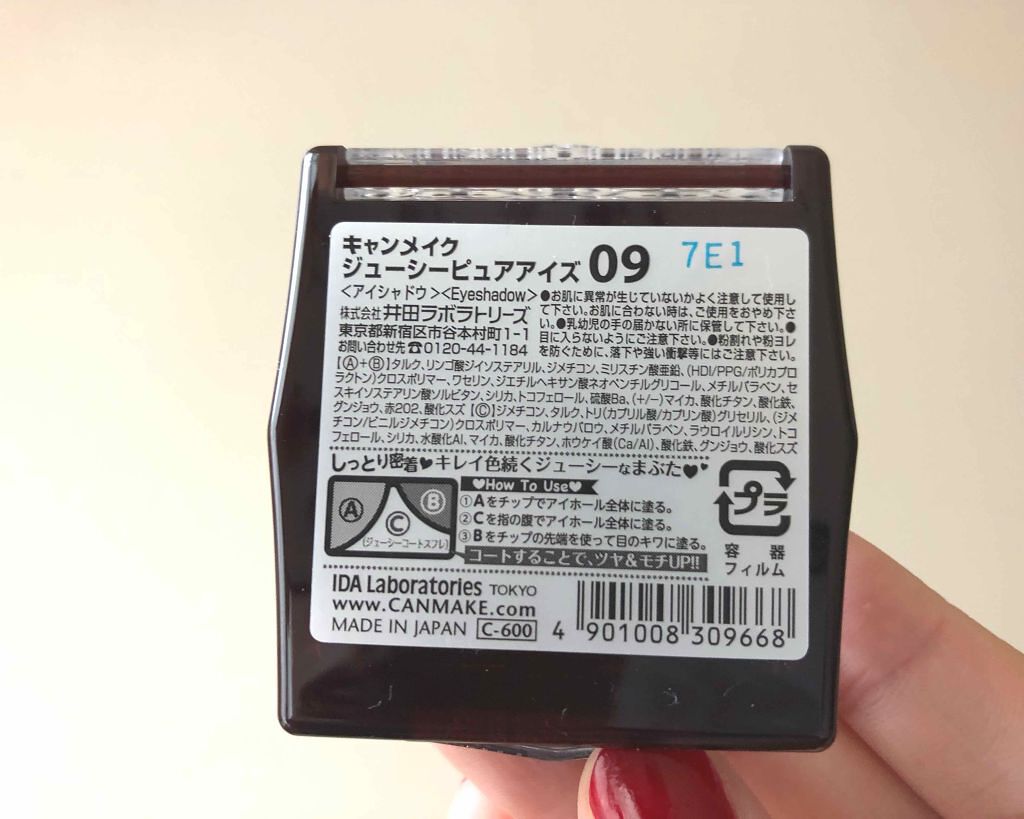 キャンメイク
ジューシーピュアアイズ 09 7E1
<アイシャドウ><Eyeshadow>
株式会社 井田ラボラトリーズ
東京都新宿区市谷本村町1-1
お問い合わせ先☎0120-44-1184
●お肌に異常が生じていないかよく注意して使用し
て下さい。お肌に合わない時は、ご使用をおやめ下さ
い。●乳幼児の手の届かない所に保管して下さい。●
目に入らないようにご注意下さい。●粉割れや粉ヨレ
を防ぐために、落下や強い衝撃等にはご注意下さい。
【Ⓐ+Ⓑ】タルク、リンゴ酸ジイソステアリル、ジメチコン、ミリスチン酸亜鉛、(HDI/PPG/ポリカプロ
ラクトン)クロスポリマー、ワセリン、ジエチルヘキサン酸ネオペンチルグリコール、メチルパラベン、セ
スキイソステアリン酸ソルビタン、シリカ、トコフェロール、硫酸Ba、(+/-)マイカ、酸化チタン、酸化鉄、
グンジョウ、赤202、酸化スズ【Ⓒ】ジメチコン、タルク、トリ(カプリル酸/カプリン酸)グリセリル、(ジメ
チコン/ビニルジメチコン)クロスポリマー、カルナウバロウ、メチルパラベン、ラウロイルリシン、トコ
フェロール、シリカ、水酸化Al、マイカ、酸化チタン、ホウケイ酸(Ca/Al)、酸化鉄、グンジョウ、酸化スズ
しっとり密着♥キレイ色続くジューシーなまぶた♥♥
Ⓐ Ⓑ Ⓒ
(ジューシーコートスフレ)
♥How To Use♥
①Aをチップでアイホール全体に塗る。
②Cを指の腹でアイホール全体に塗る。
③Bをチップの先端を使って目のキワに塗る。
コートすることで、ツヤ&モチUP!!
プラ
容器
フィルム
IDA Laboratories TOKYO
www.CANMAKE.com
MADE IN JAPAN C-600
4 901008 309668